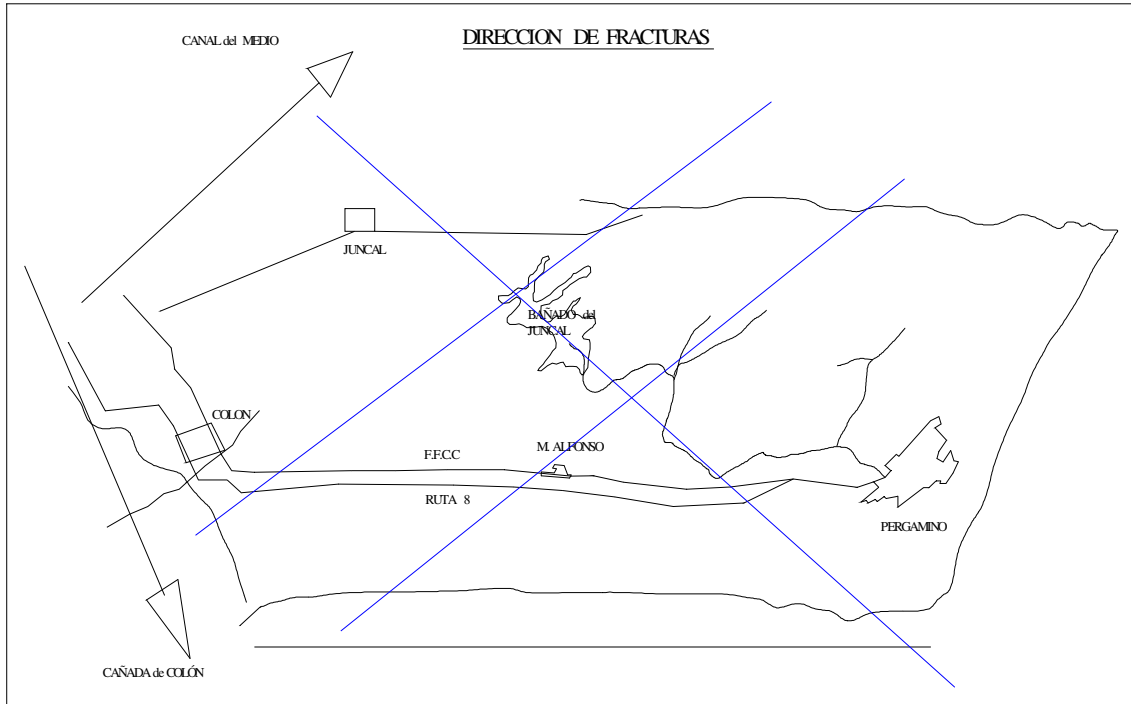 DIRECCION DE FRACTURAS
CANAL del MEDIO
JUNCAL
BAÑADO del
JUNCAL
COLON
F.F.C.C
M. ALFONSO
RUTA 8
PERGAMINO
CAÑADA de COLÓN